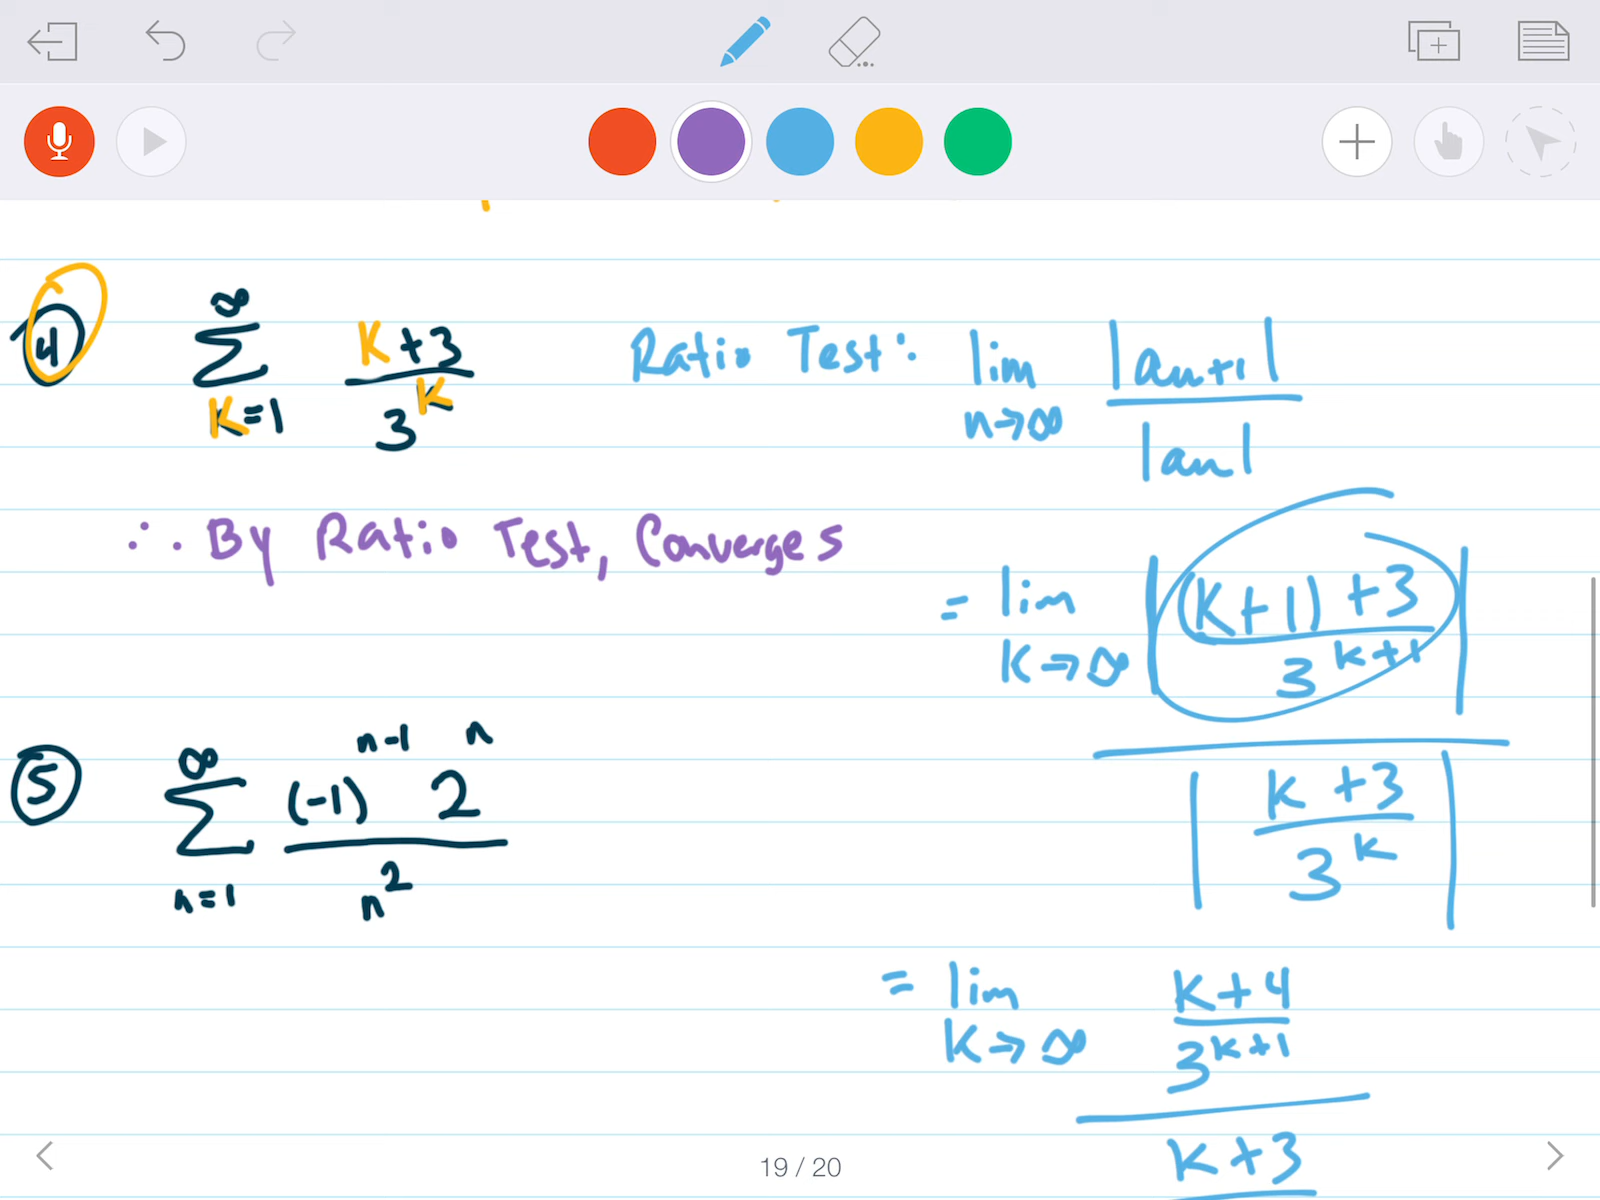 ④ ∞ Σ K=1 K+3 / 3^K
Ratio Test: lim n→∞ |an+1| / |an|
∴ By Ratio Test, Converges
= lim K→∞ |(K+1)+3 / 3^k+1| / |K+3 / 3^k|
⑤ ∞ Σ n=1 (-1)^n-1 2^n / n^2
= lim K→∞ K+4 / 3^k+1 / K+3
19 / 20